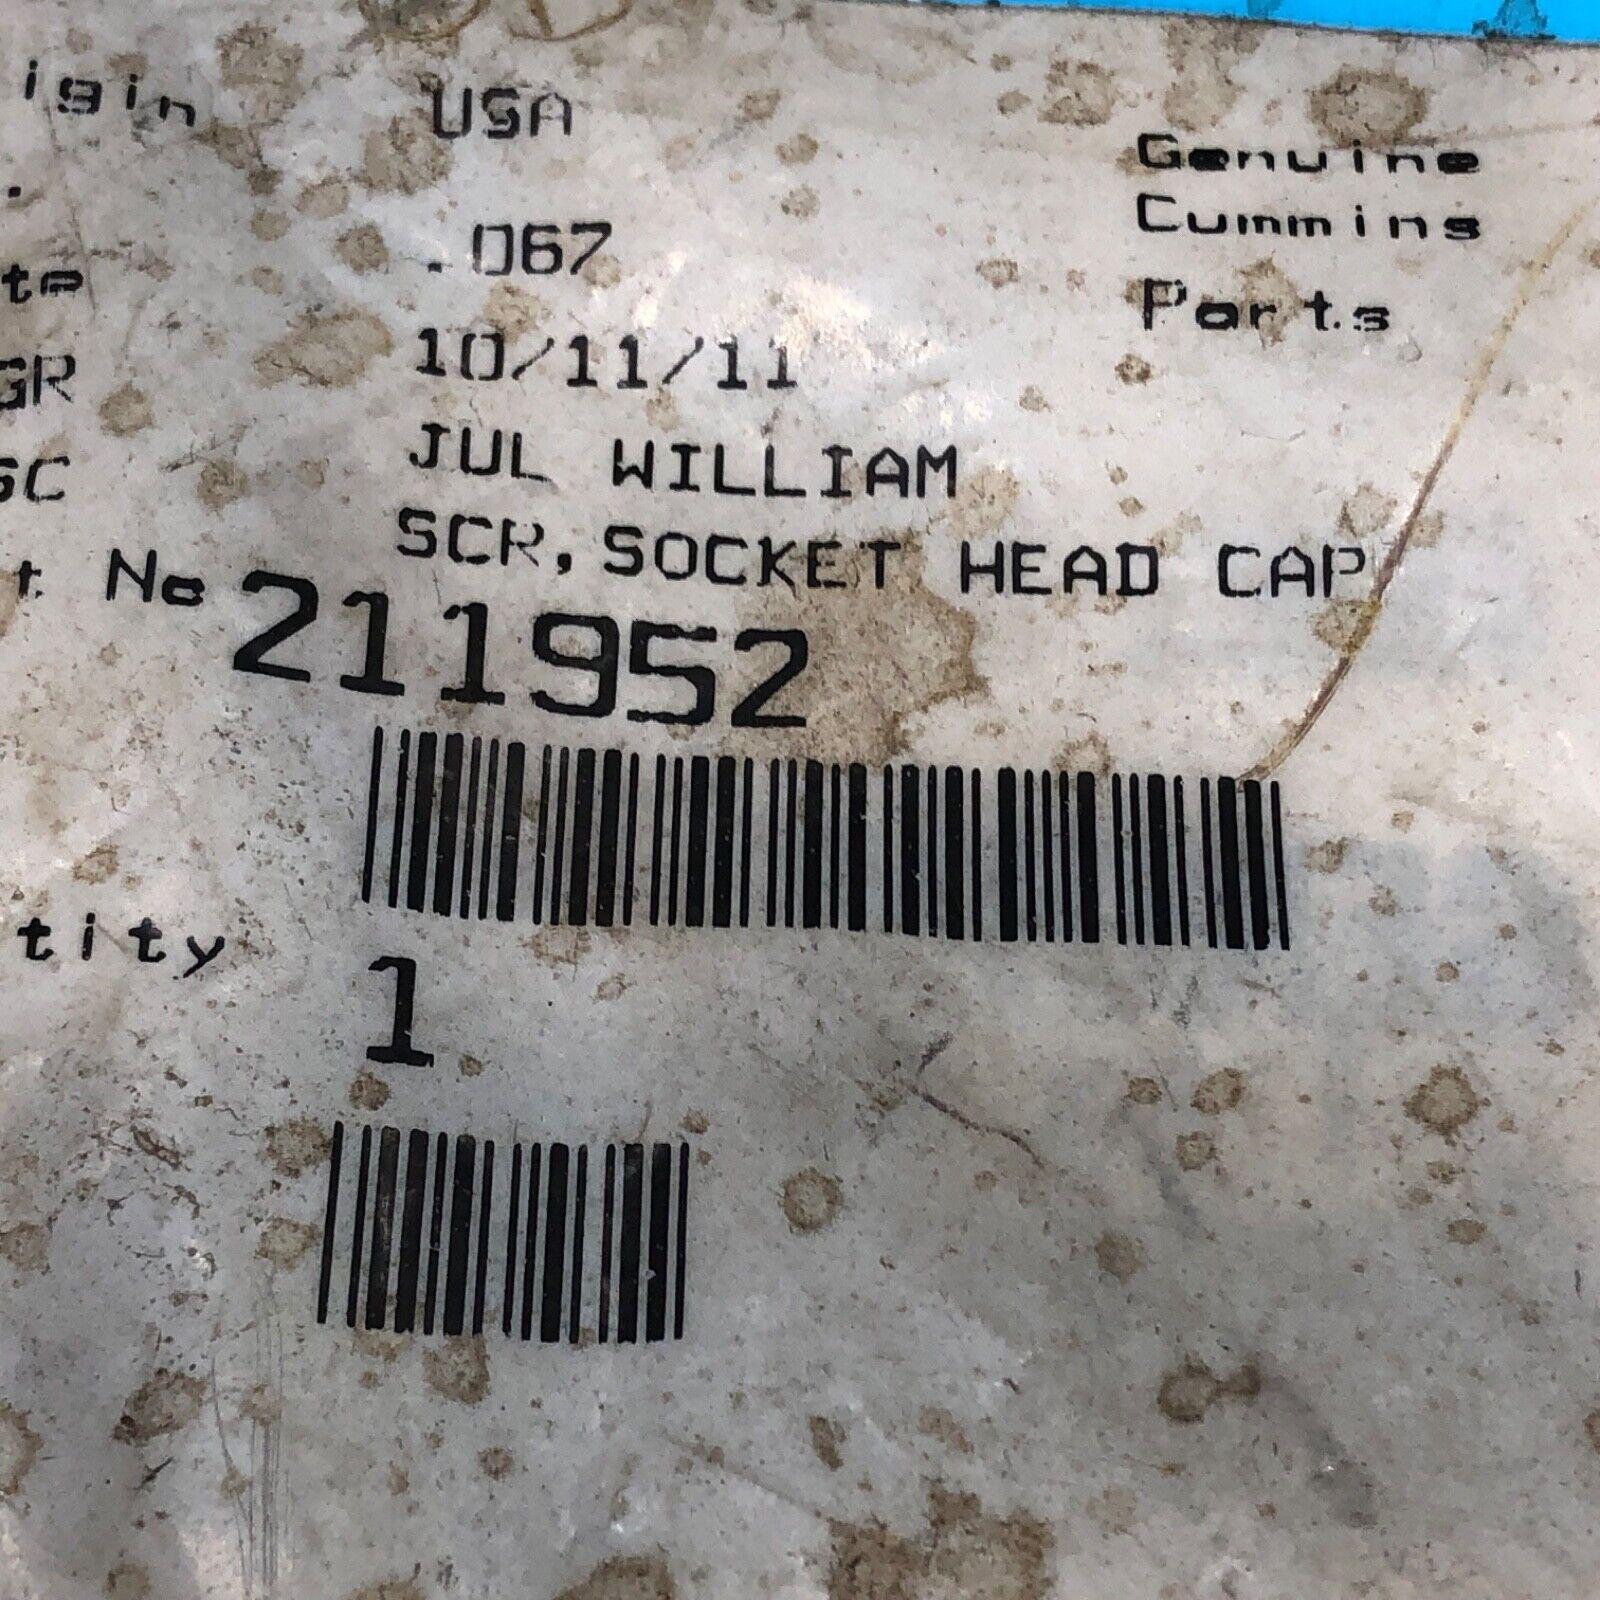 igin USA
Genuine
Cummins
Parts
. .067
te 10/11/11
GR JUL WILLIAM
SC SCR,SOCKET HEAD CAP
t No 211952
tity 1